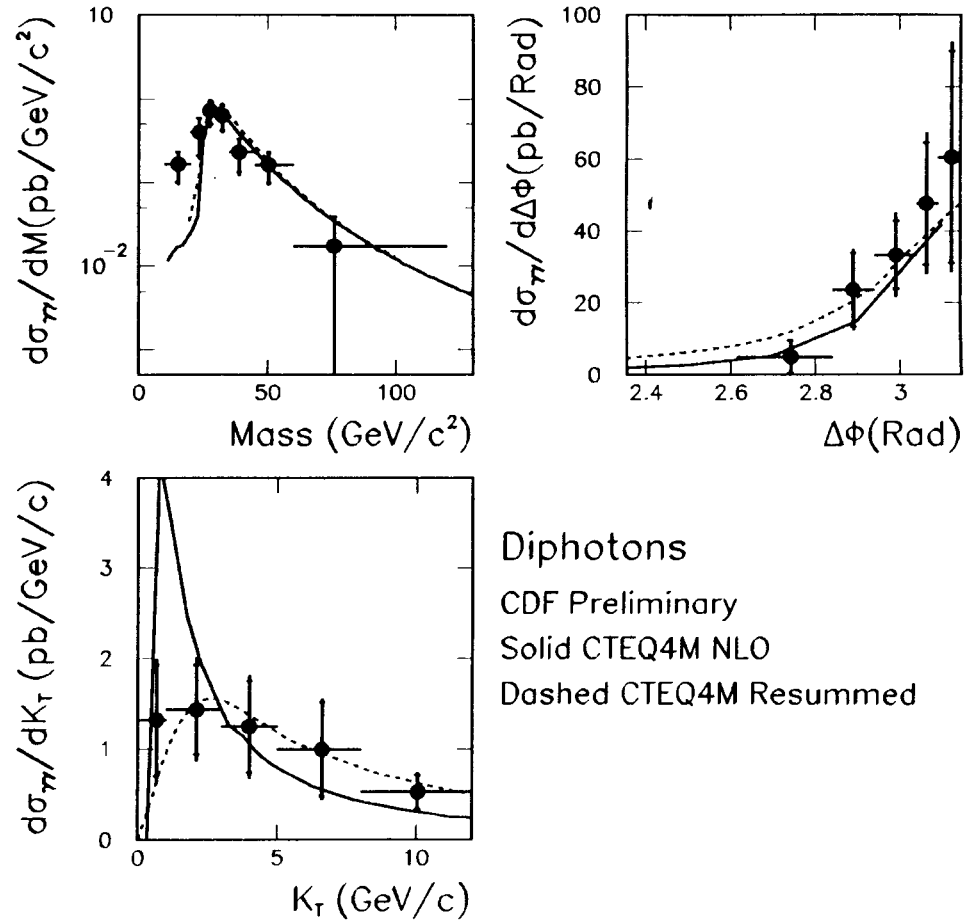 dσγγ/dM(pb/GeV/c²)
10
10⁻²
0 50 100
Mass (GeV/c²)
dσγγ/dΔΦ(pb/Rad)
100
80
60
40
20
0
2.4 2.6 2.8 3
ΔΦ(Rad)
dσγγ/dK_T (pb/GeV/c)
4
3
2
1
0
0 5 10
K_T (GeV/c)
Diphotons
CDF Preliminary
Solid CTEQ4M NLO
Dashed CTEQ4M Resummed